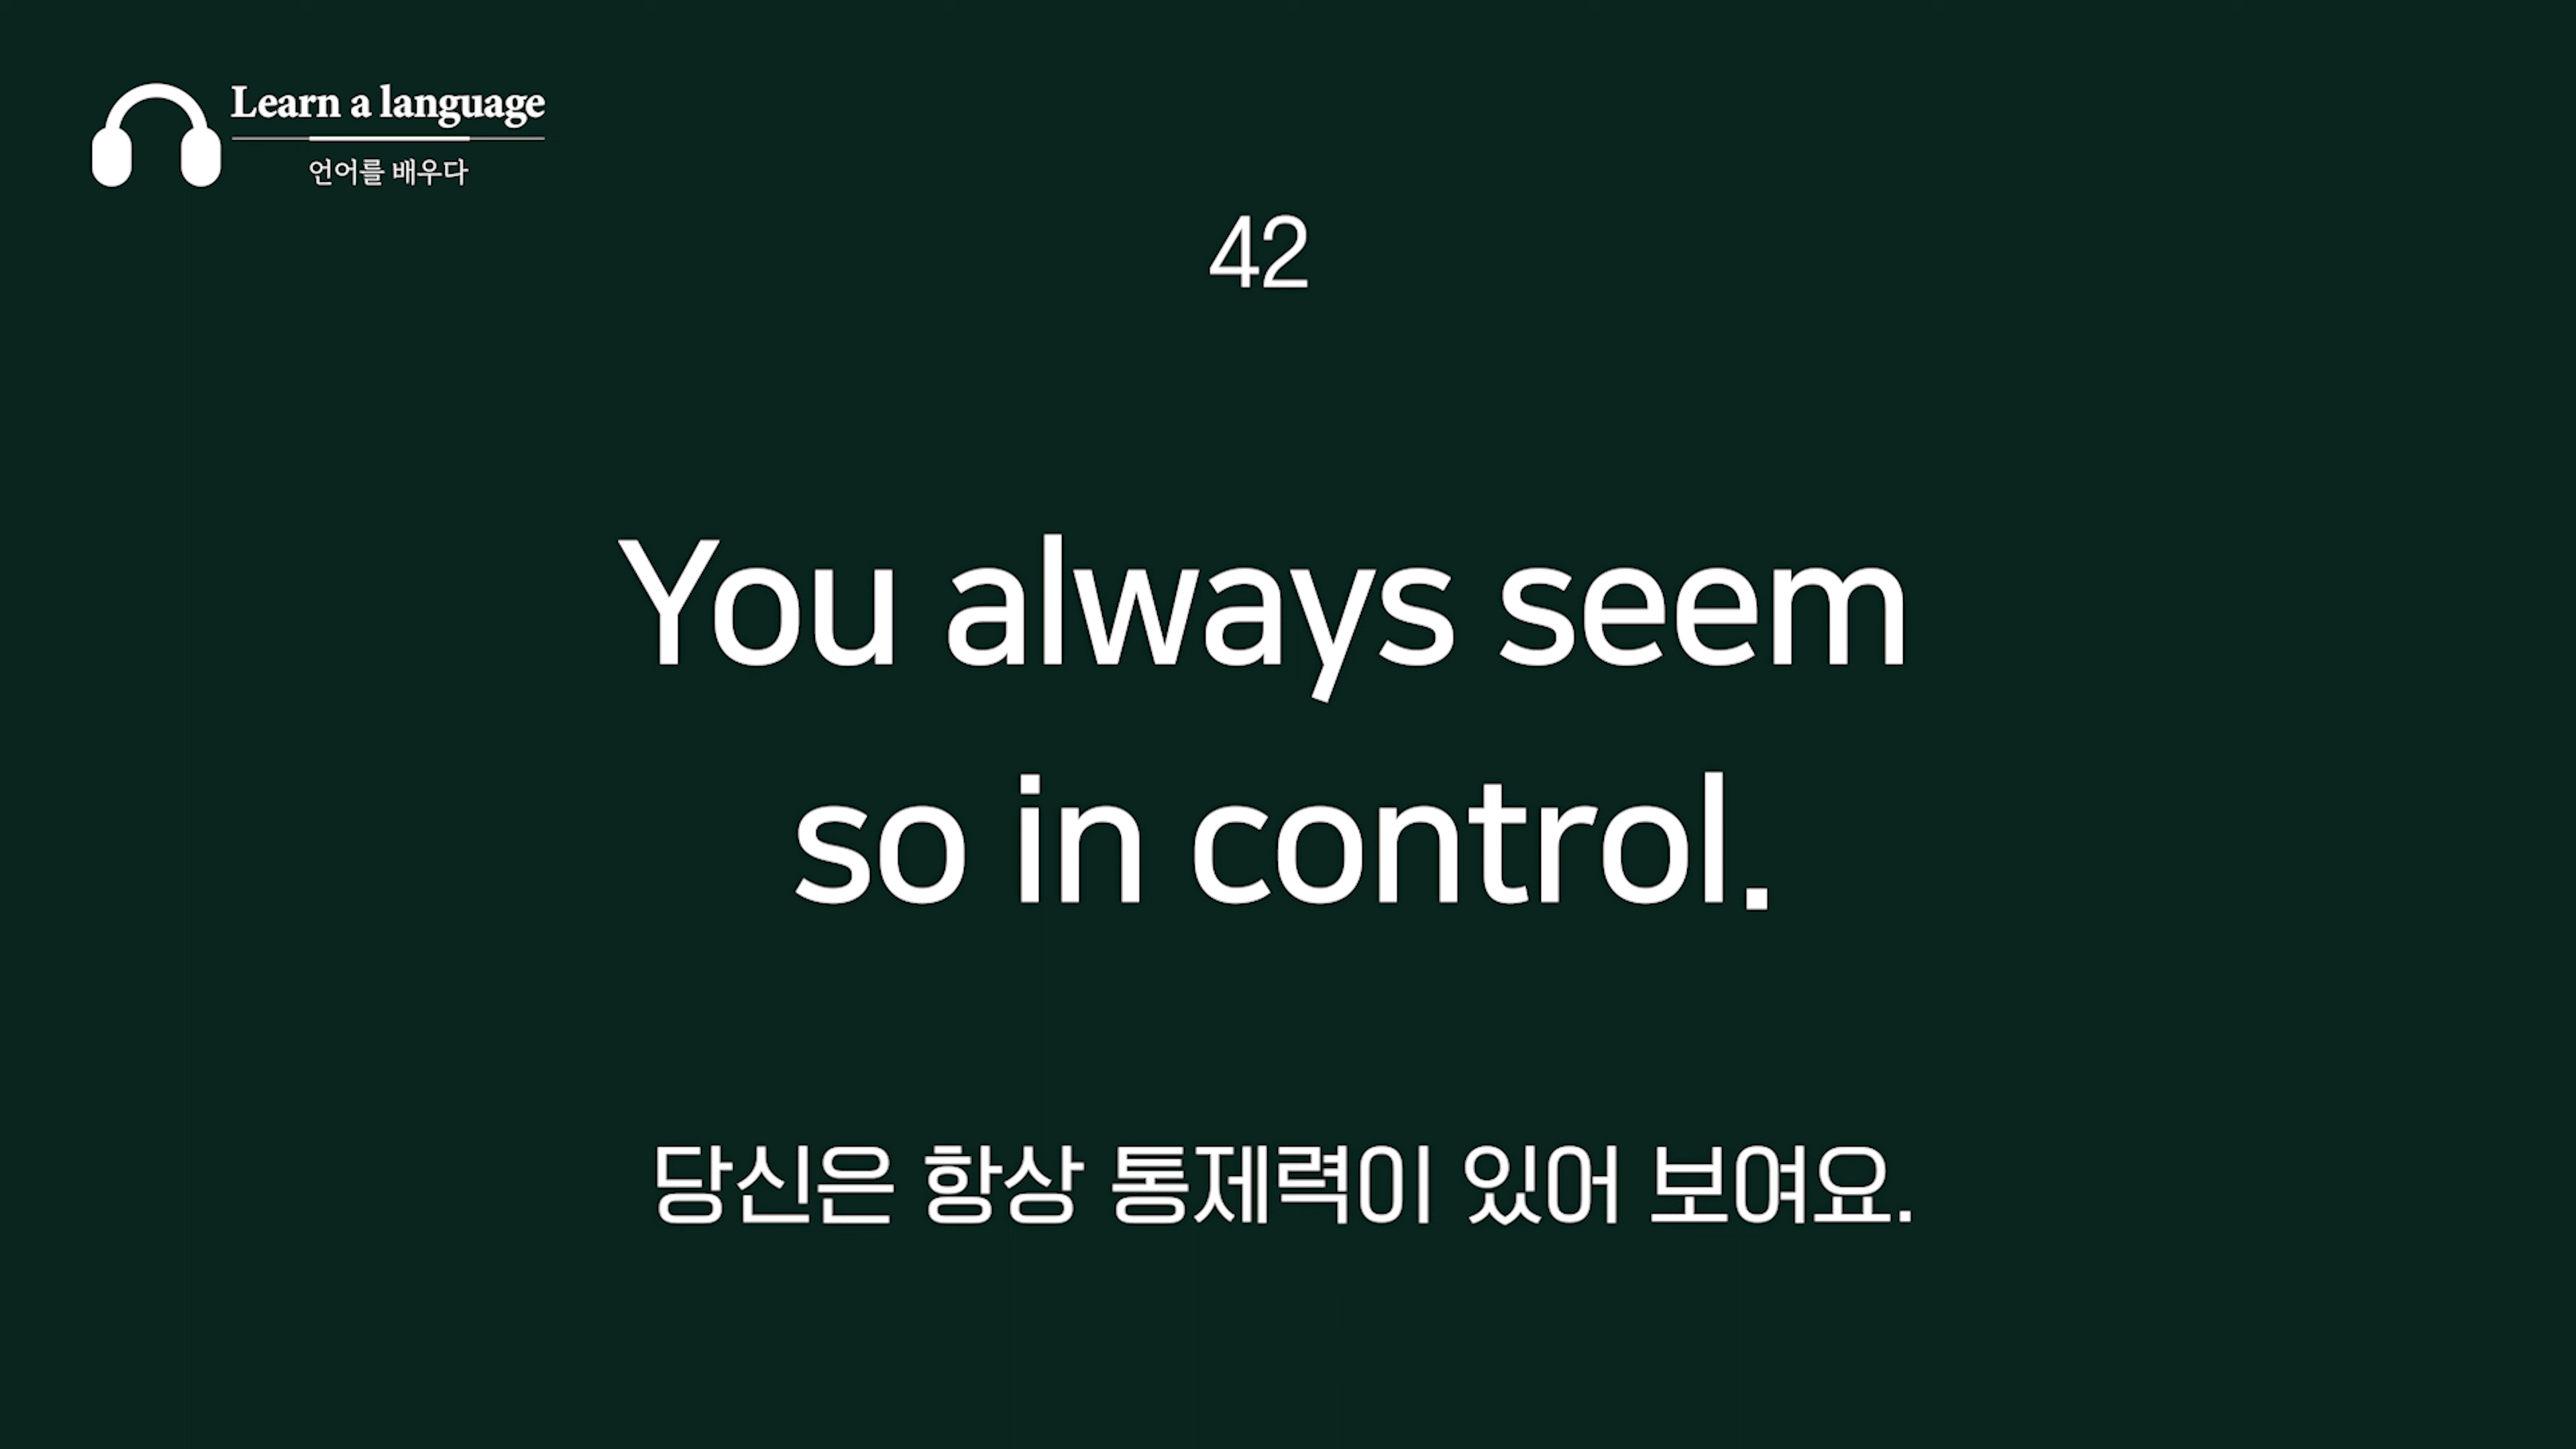 Learn a language
언어를 배우다
42
You always seem
so in control.
당신은 항상 통제력이 있어 보여요.